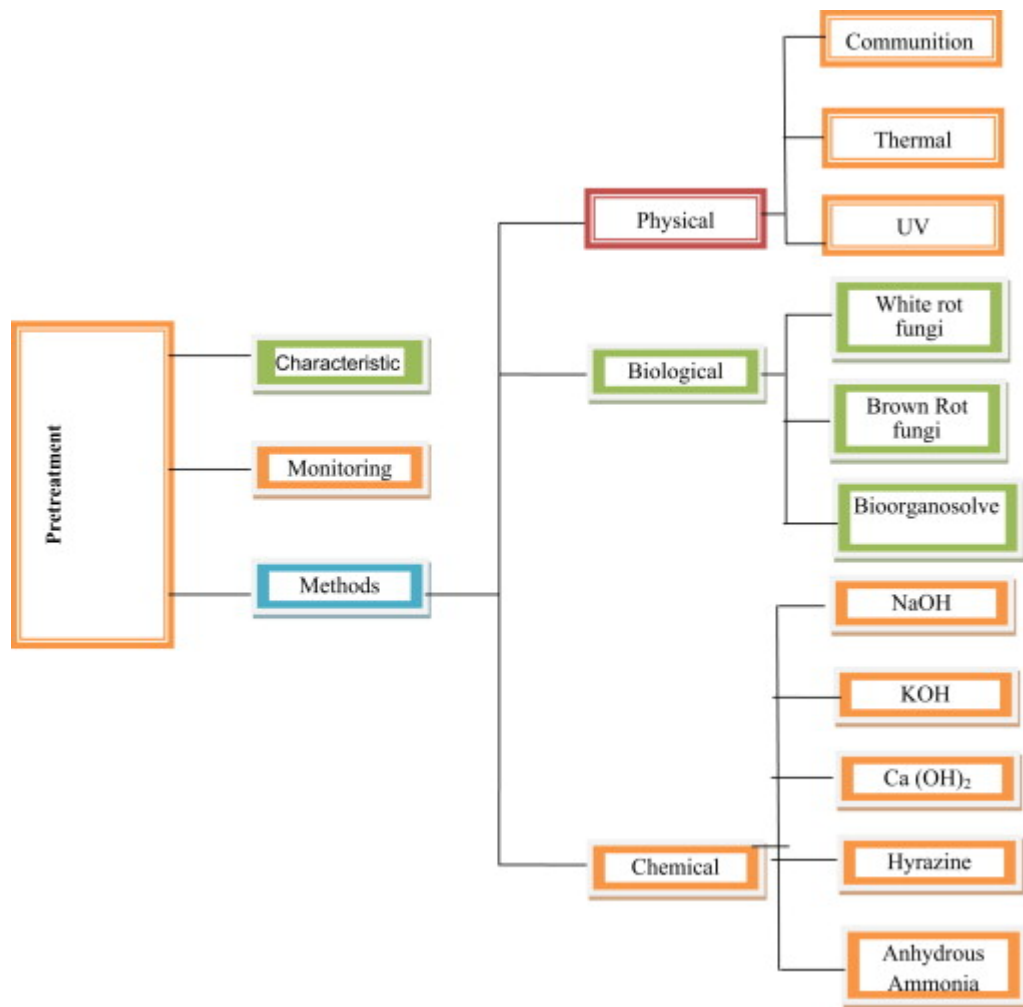 Pretreatment
Characteristic
Monitoring
Methods
Physical
Communition
Thermal
UV
Biological
White rot
fungi
Brown Rot
fungi
Bioorganosolve
Chemical
NaOH
KOH
Ca (OH)₂
Hyrazine
Anhydrous
Ammonia